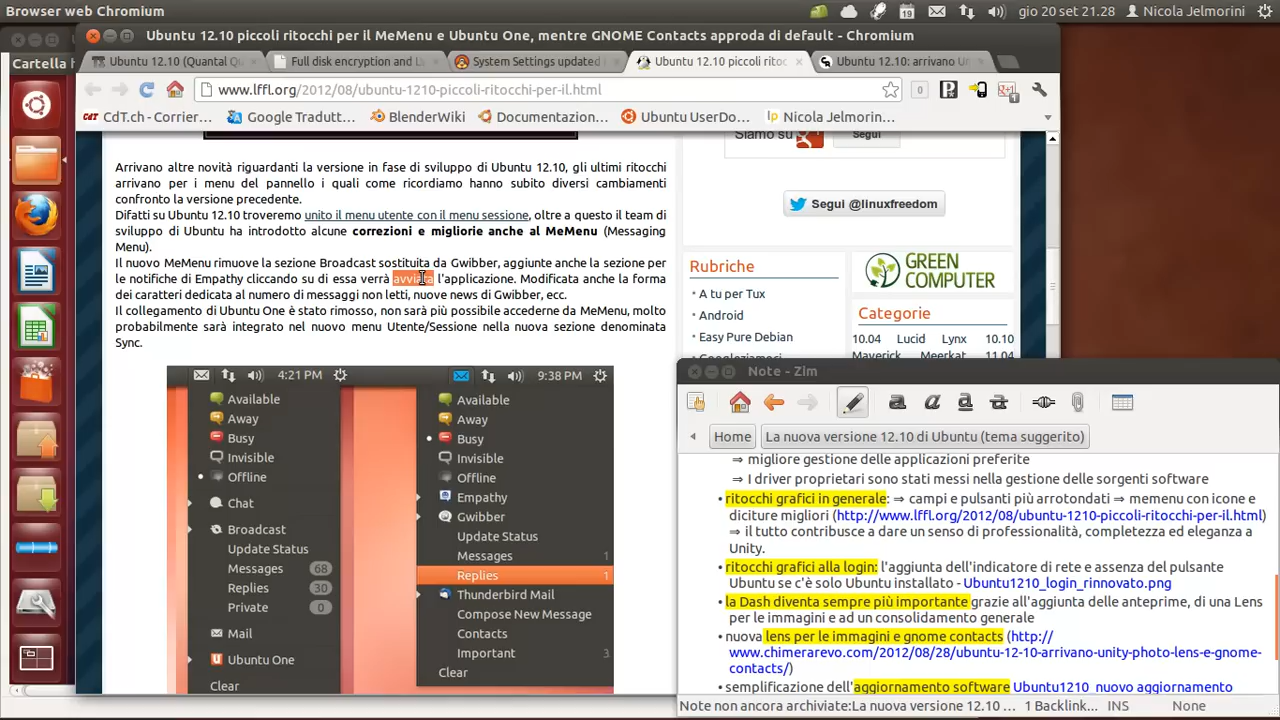 Browser web Chromium
19
gio 20 set 21.28
Nicola Jelmorini
Cartella h
Ubuntu 12.10 piccoli ritocchi per il MeMenu e Ubuntu One, mentre GNOME Contacts approda di default - Chromium
Ubuntu 12.10 (Quantal Qu
Full disk encryption and L
System Settings updated
Ubuntu 12.10 piccoli ritoc
Ubuntu 12.10: arrivano U
www.lffl.org/2012/08/ubuntu-1210-piccoli-ritocchi-per-il.html
0
1
CdT.ch - Corrier...
Google Tradutt...
BlenderWiki
Documentazion...
Ubuntu UserDo...
Nicola Jelmorin...
Arrivano altre novità riguardanti la versione in fase di sviluppo di Ubuntu 12.10, gli ultimi ritocchi
arrivano per i menu del pannello i quali come ricordiamo hanno subito diversi cambiamenti
confronto la versione precedente.
Difatti su Ubuntu 12.10 troveremo unito il menu utente con il menu sessione, oltre a questo il team di
sviluppo di Ubuntu ha introdotto alcune correzioni e migliorie anche al MeMenu (Messaging
Menu).
Il nuovo MeMenu rimuove la sezione Broadcast sostituita da Gwibber, aggiunte anche la sezione per
le notifiche di Empathy cliccando su di essa verrà avviata l'applicazione. Modificata anche la forma
dei caratteri dedicata al numero di messaggi non letti, nuove news di Gwibber, ecc.
Il collegamento di Ubuntu One è stato rimosso, non sarà più possibile accederne da MeMenu, molto
probabilmente sarà integrato nel nuovo menu Utente/Sessione nella nuova sezione denominata
Sync.
4:21 PM
Available
Away
Busy
Invisible
Offline
Chat
Broadcast
Update Status
Messages 68
Replies 30
Private 0
Mail
Ubuntu One
Clear
9:38 PM
Available
Away
Busy
Invisible
Offline
Empathy
Gwibber
Update Status
Messages 1
Replies 1
Thunderbird Mail
Compose New Message
Contacts
Important 3
Clear
Siamo su
Segui
Segui @linuxfreedom
Rubriche
A tu per Tux
Android
Easy Pure Debian
GREEN
COMPUTER
Categorie
10.04 Lucid Lynx 10.10
Maverick Meerkat 11.04
Note - Zim
Home
La nuova versione 12.10 di Ubuntu (tema suggerito)
⇒ migliore gestione delle applicazioni preferite
⇒ I driver proprietari sono stati messi nella gestione delle sorgenti software
• ritocchi grafici in generale: ⇒ campi e pulsanti più arrotondati ⇒ memenu con icone e
diciture migliori (http://www.lffl.org/2012/08/ubuntu-1210-piccoli-ritocchi-per-il.html)
⇒ il tutto contribusce a dare un senso di professionalità, completezza ed eleganza a
Unity.
• ritocchi grafici alla login: l'aggiunta dell'indicatore di rete e assenza del pulsante
Ubuntu se c'è solo Ubuntu installato - Ubuntu1210_login_rinnovato.png
• la Dash diventa sempre più importante grazie all'aggiunta delle anteprime, di una Lens
per le immagini e ad un consolidamento generale
• nuova lens per le immagini e gnome contacts (http://
www.chimerarevo.com/2012/08/28/ubuntu-12-10-arrivano-unity-photo-lens-e-gnome-
contacts/)
• semplificazione dell'aggiornamento software Ubuntu1210_nuovo aggiornamento
Note non ancora archiviate:La nuova versione 12.10 ...
1 Backlink...
INS
None